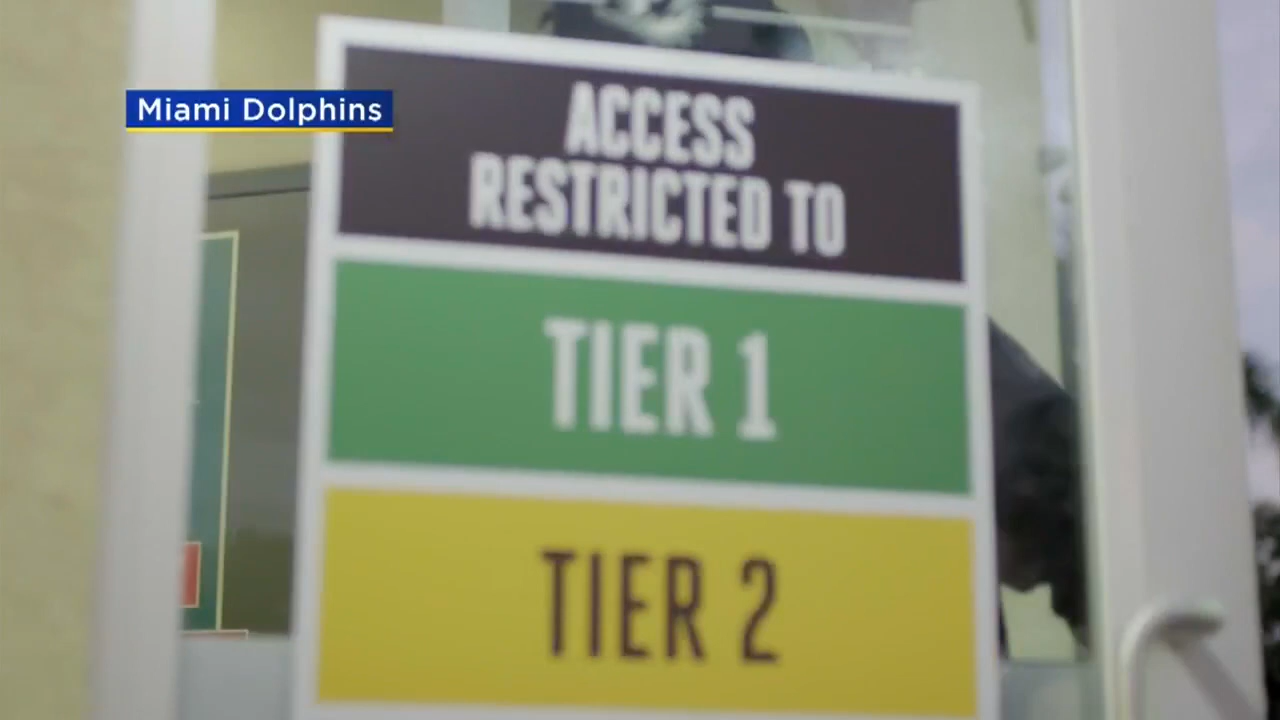 Miami Dolphins
ACCESS
RESTRICTED TO
TIER 1
TIER 2